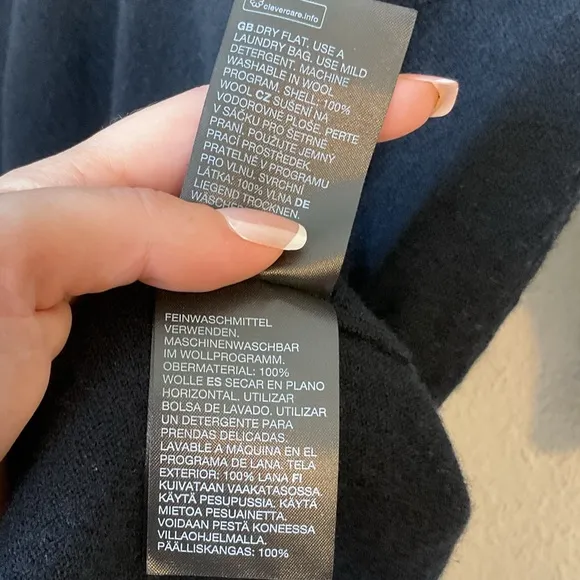 clevercare.info
GB.DRY FLAT, USE A
LAUNDRY BAG, USE MILD
DETERGENT, MACHINE
WASHABLE IN WOOL
PROGRAM, SHELL: 100%
WOOL CZ SUŠENÍ NA
VODOROVNÉ PLOŠE. PERTE
V SÁČKU PRO ŠETRNÉ
PRANÍ, POUŽIJTE JEMNÝ
PRACÍ PROSTŘEDEK,
PRATELNÉ V PROGRAMU
PRO VLNU, SVRCHNÍ
LÁTKA: 100% VLNA DE
LIEGEND TROCKNEN.
FEINWASCHMITTEL
VERWENDEN.
MASCHINENWASCHBAR
IM WOLLPROGRAMM.
OBERMATERIAL: 100%
WOLLE ES SECAR EN PLANO
HORIZONTAL. UTILIZAR
BOLSA DE LAVADO. UTILIZAR
UN DETERGENTE PARA
PRENDAS DELICADAS.
LAVABLE A MÁQUINA EN EL
PROGRAMA DE LANA. TELA
EXTERIOR: 100% LANA FI
KUIVATAAN VAAKATASOSSA
KÄYTÄ PESUPUSSIA. KÄYTÄ
MIETOA PESUAINETTA.
VOIDAAN PESTÄ KONEESSA
VILLAOHJELMALLA.
PÄÄLLISKANGAS: 100%